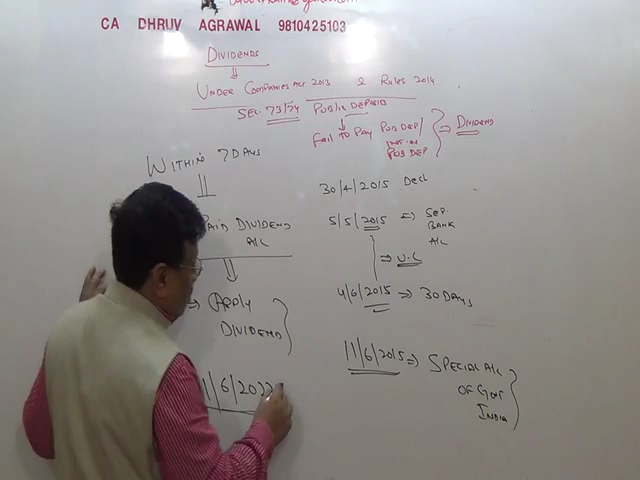 CA DHRUV AGRAWAL 9810425103
DIVIDENDS
UNDER COMPANIES ACT 2013 & RULES 2014
SEC. 73/74 PUBLIC DEPOSITS
FAIL TO PAY PUB DEP/
INT. on
PUB DEP
=> DIVIDEND
WITHIN 7 DAYS
PAID DIVIDEND
A/C
=> APPLY
DIVIDEND
1/6/2022
30/4/2015 Decl
5/5/2015 => SEP
BANK
A/C
=> U.C
4/6/2015 => 30 DAYS
11/6/2015 => SPECIAL A/C
OF GOVT
INDIA